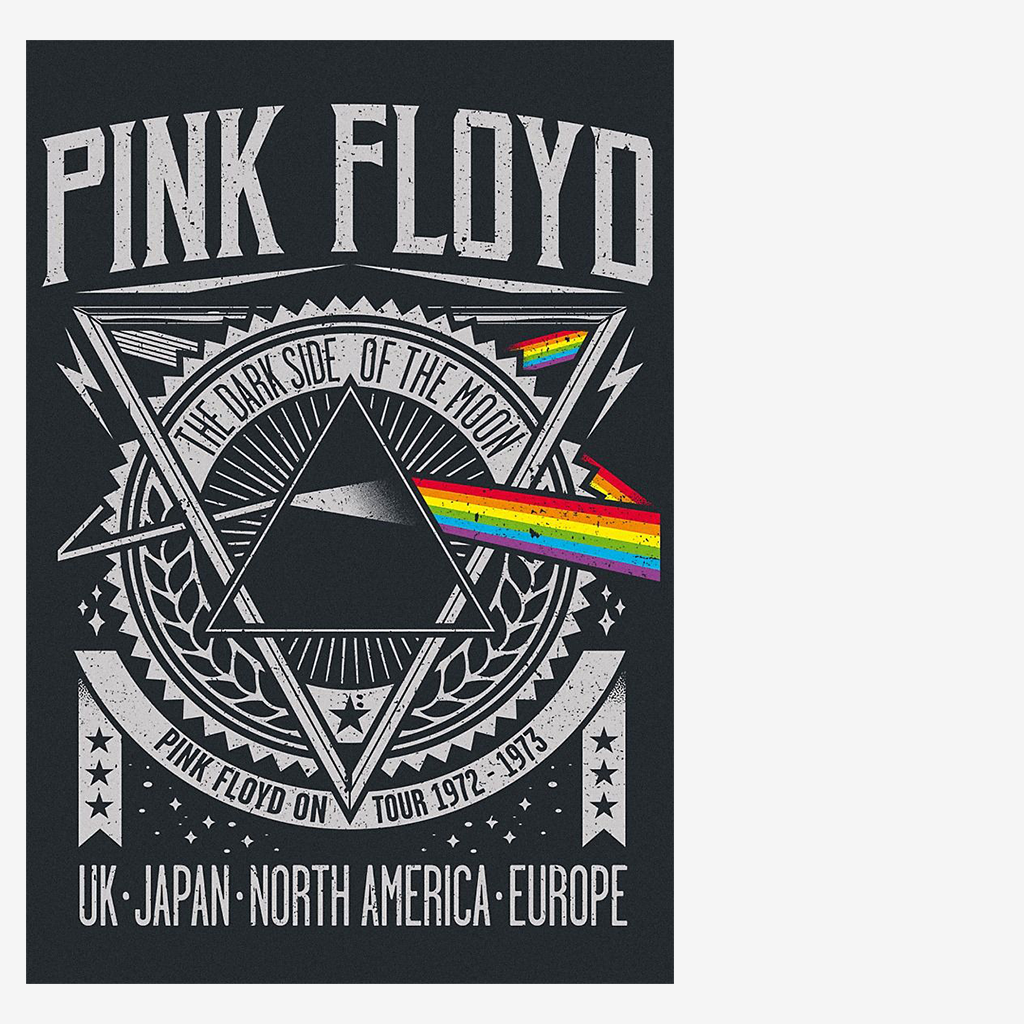 PINK FLOYD
THE DARK SIDE OF THE MOON
PINK FLOYD ON TOUR 1972 - 1973
UK · JAPAN · NORTH AMERICA · EUROPE